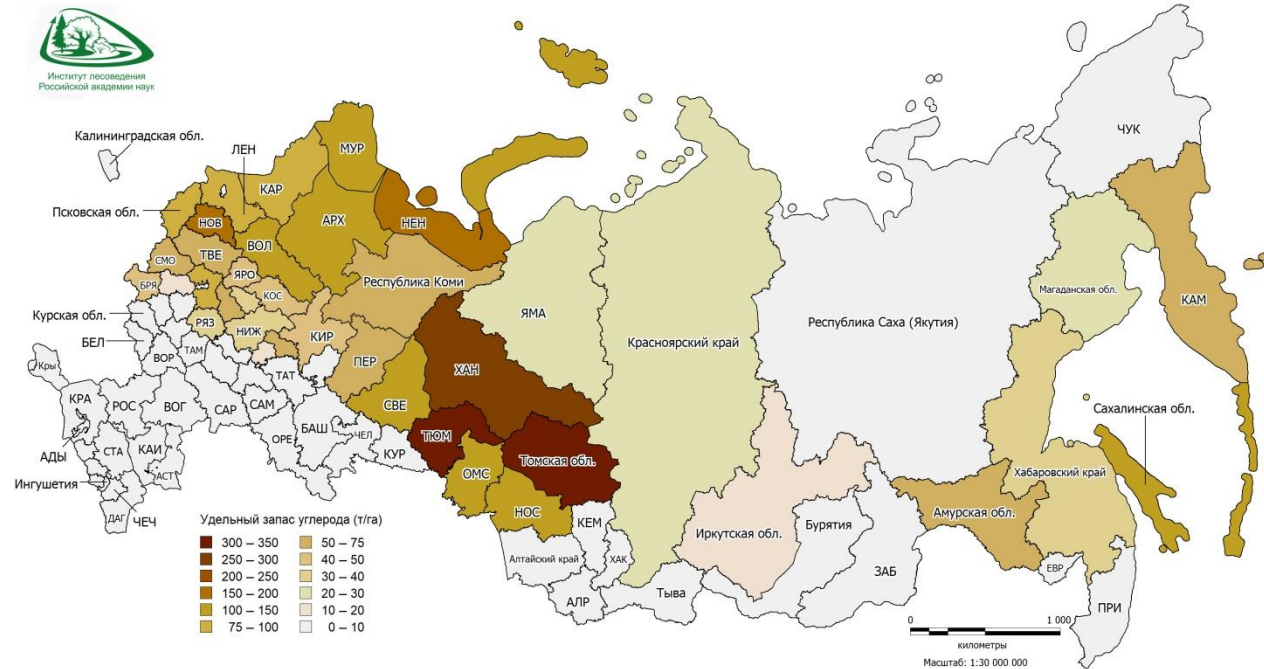 Институт лесоведения
Российской академии наук
Калининградская обл.
ЛЕН
МУР
ЧУК
КАР
Псковская обл.
НОВ
АРХ
НЕН
ВОЛ
ТВЕ
СМО
ЯРО
Республика Коми
БРЯ
КОС
Магаданская обл.
КАМ
Курская обл.
РЯЗ
НИЖ
КИР
ЯМА
Республика Саха (Якутия)
БЕЛ
Красноярский край
ВОР
ТАМ
ПЕР
ХАН
Кры
ТАТ
Сахалинская обл.
КРА
РОС
ВОГ
САР
САМ
СВЕ
БАШ
ЧЕЛ
ТЮМ
ОРЕ
КУР
Томская обл.
АДЫ
СТА
КАИ
Хабаровский край
АСТ
ОМС
Ингушетия
НОС
Амурская обл.
ДАГ
ЧЕЧ
КЕМ
Иркутская обл.
Бурятия
Алтайский край
ХАК
ЗАБ
ЕВР
АЛР
Тыва
ПРИ
Удельный запас углерода (т/га)
300 – 350
250 – 300
200 – 250
150 – 200
100 – 150
75 – 100
50 – 75
40 – 50
30 – 40
20 – 30
10 – 20
0 – 10
0 1 000
километры
Масштаб: 1:30 000 000